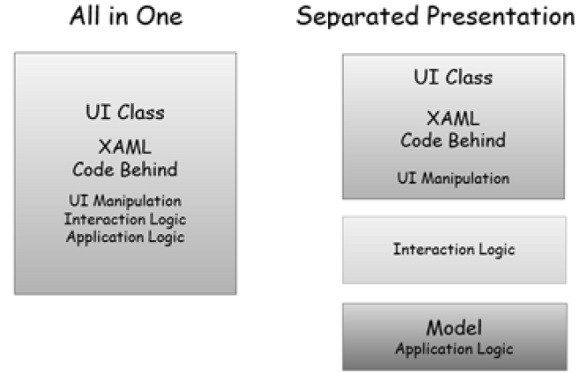 All in One
UI Class
XAML
Code Behind
UI Manipulation
Interaction Logic
Application Logic
Separated Presentation
UI Class
XAML
Code Behind
UI Manipulation
Interaction Logic
Model
Application Logic